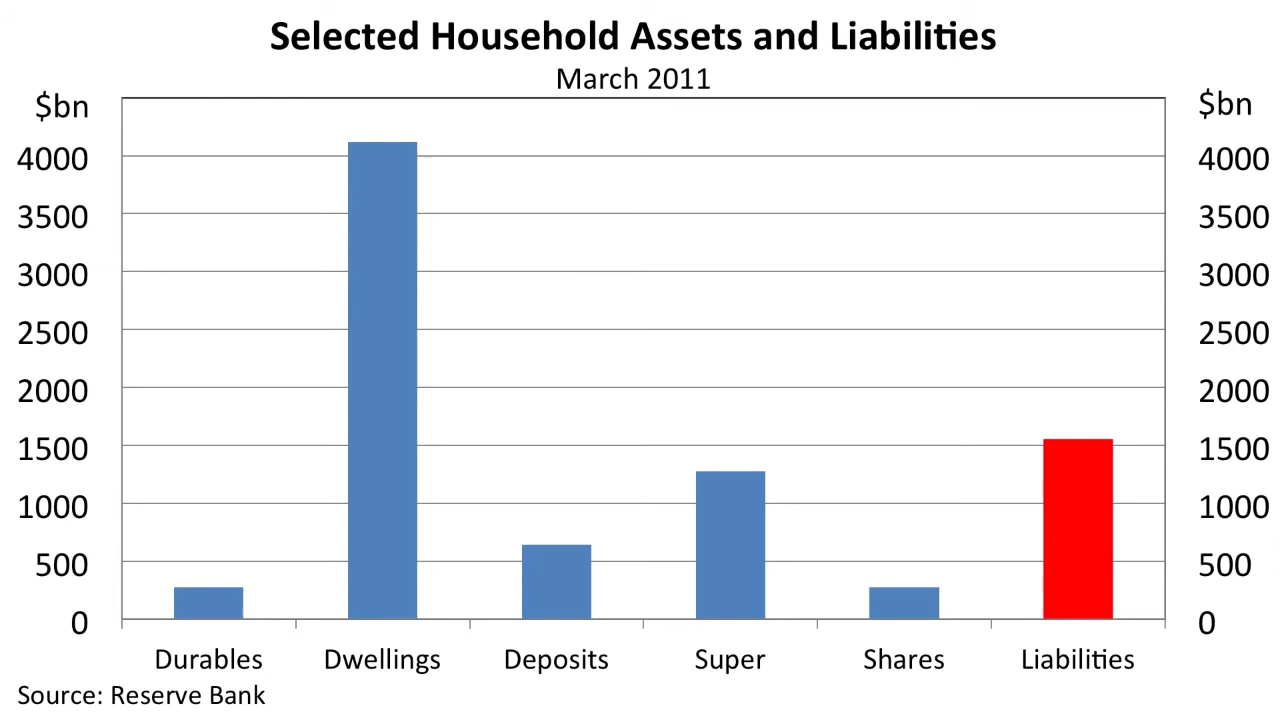 Selected Household Assets and Liabilities
March 2011
$bn $bn
4000 4000
3500 3500
3000 3000
2500 2500
2000 2000
1500 1500
1000 1000
500 500
0 0
Durables Dwellings Deposits Super Shares Liabilities
Source: Reserve Bank